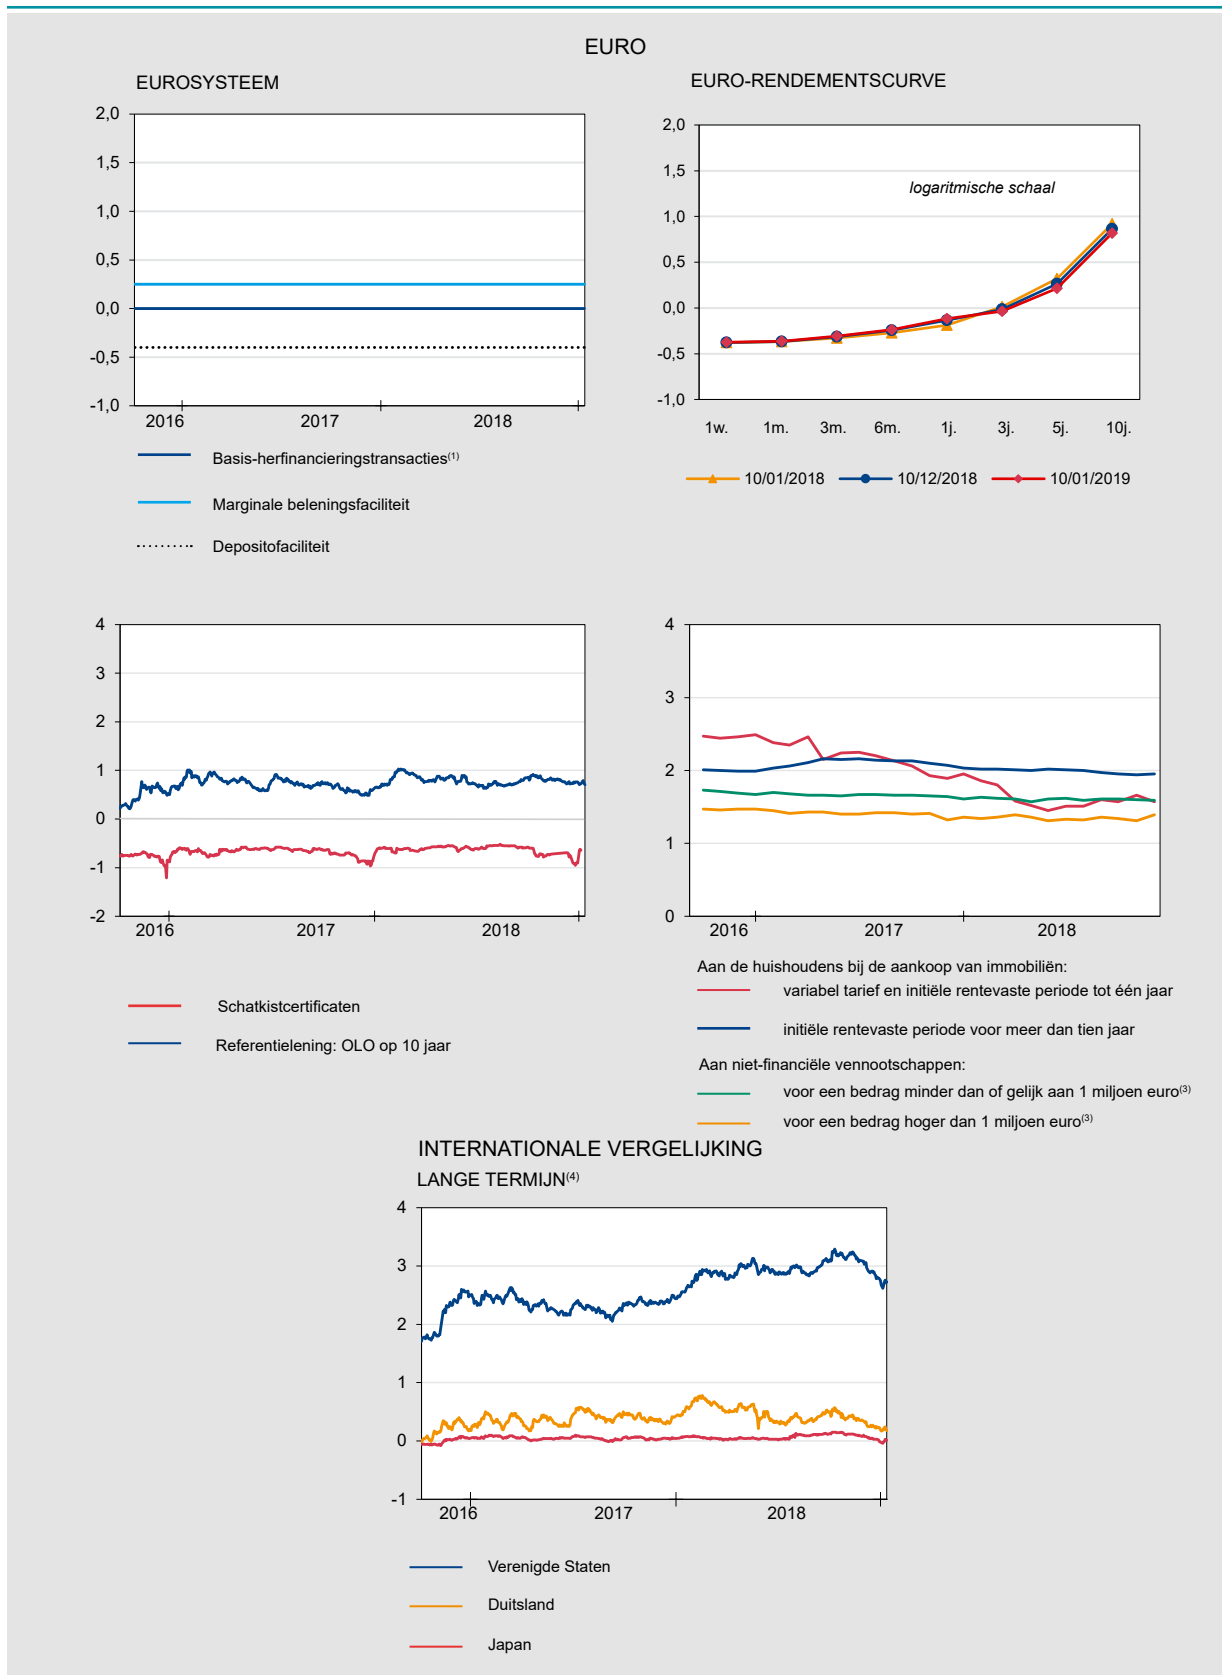 EURO
EUROSYSTEEM
2,0
1,5
1,0
0,5
0,0
-0,5
-1,0
2016 2017 2018
Basis-herfinancieringstransacties(1)
Marginale beleningsfaciliteit
Depositofaciliteit
EURO-RENDEMENTSCURVE
2,0
1,5
1,0
0,5
0,0
-0,5
-1,0
logaritmische schaal
1w. 1m. 3m. 6m. 1j. 3j. 5j. 10j.
10/01/2018 10/12/2018 10/01/2019
4
3
2
1
0
-1
-2
2016 2017 2018
Schatkistcertificaten
Referentielening: OLO op 10 jaar
4
3
2
1
0
2016 2017 2018
Aan de huishoudens bij de aankoop van immobiliën:
variabel tarief en initiële rentevaste periode tot één jaar
initiële rentevaste periode voor meer dan tien jaar
Aan niet-financiële vennootschappen:
voor een bedrag minder dan of gelijk aan 1 miljoen euro(3)
voor een bedrag hoger dan 1 miljoen euro(3)
INTERNATIONALE VERGELIJKING
LANGE TERMIJN(4)
4
3
2
1
0
-1
2016 2017 2018
Verenigde Staten
Duitsland
Japan